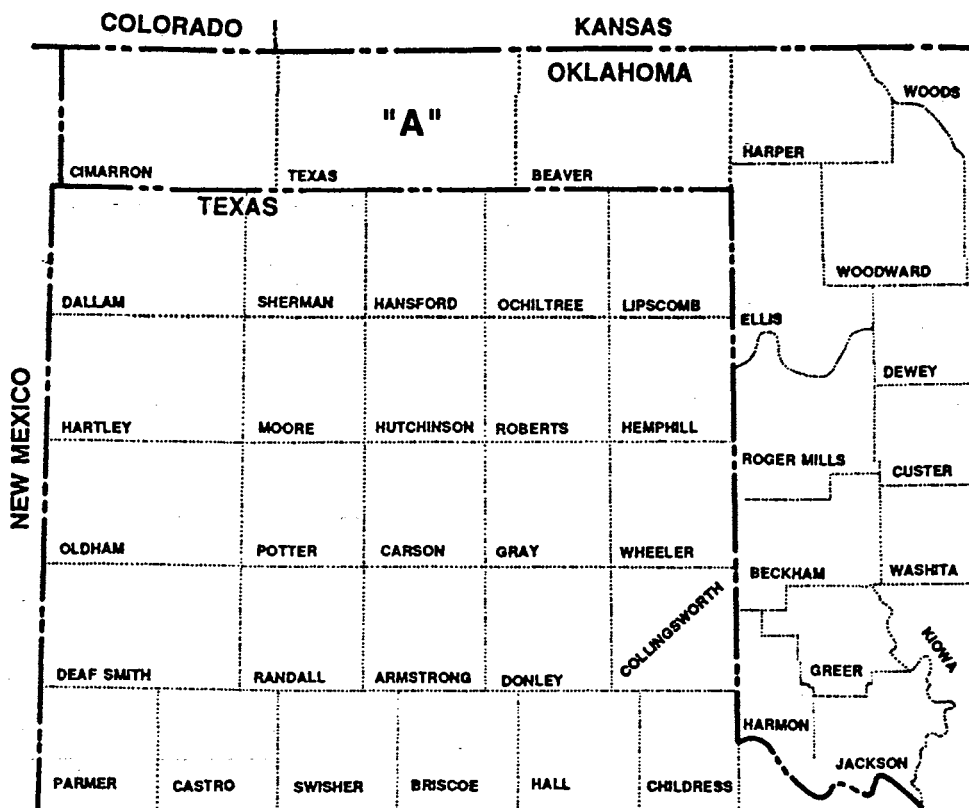 COLORADO
KANSAS
OKLAHOMA
WOODS
"A"
HARPER
CIMARRON
TEXAS
BEAVER
TEXAS
WOODWARD
DALLAM
SHERMAN
HANSFORD
OCHILTREE
LIPSCOMB
ELLIS
DEWEY
NEW MEXICO
HARTLEY
MOORE
HUTCHINSON
ROBERTS
HEMPHILL
ROGER MILLS
CUSTER
OLDHAM
POTTER
CARSON
GRAY
WHEELER
BECKHAM
WASHITA
COLLINGSWORTH
KIOWA
DEAF SMITH
RANDALL
ARMSTRONG
DONLEY
GREER
HARMON
JACKSON
PARMER
CASTRO
SWISHER
BRISCOE
HALL
CHILDRESS